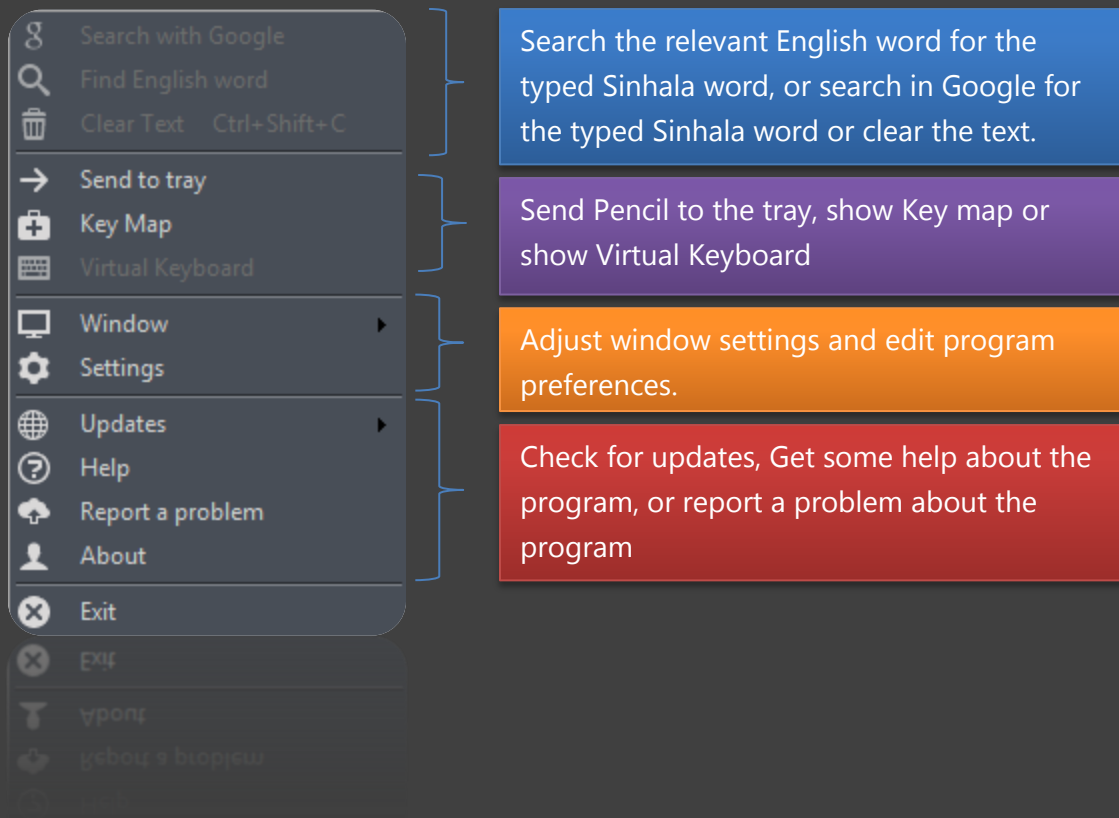 Search with Google
Find English word
Clear Text Ctrl+Shift+C
Send to tray
Key Map
Virtual Keyboard
Window
Settings
Updates
Help
Report a problem
About
Exit
Search the relevant English word for the
typed Sinhala word, or search in Google for
the typed Sinhala word or clear the text.
Send Pencil to the tray, show Key map or
show Virtual Keyboard
Adjust window settings and edit program
preferences.
Check for updates, Get some help about the
program, or report a problem about the
program
Exit
About
Report a problem